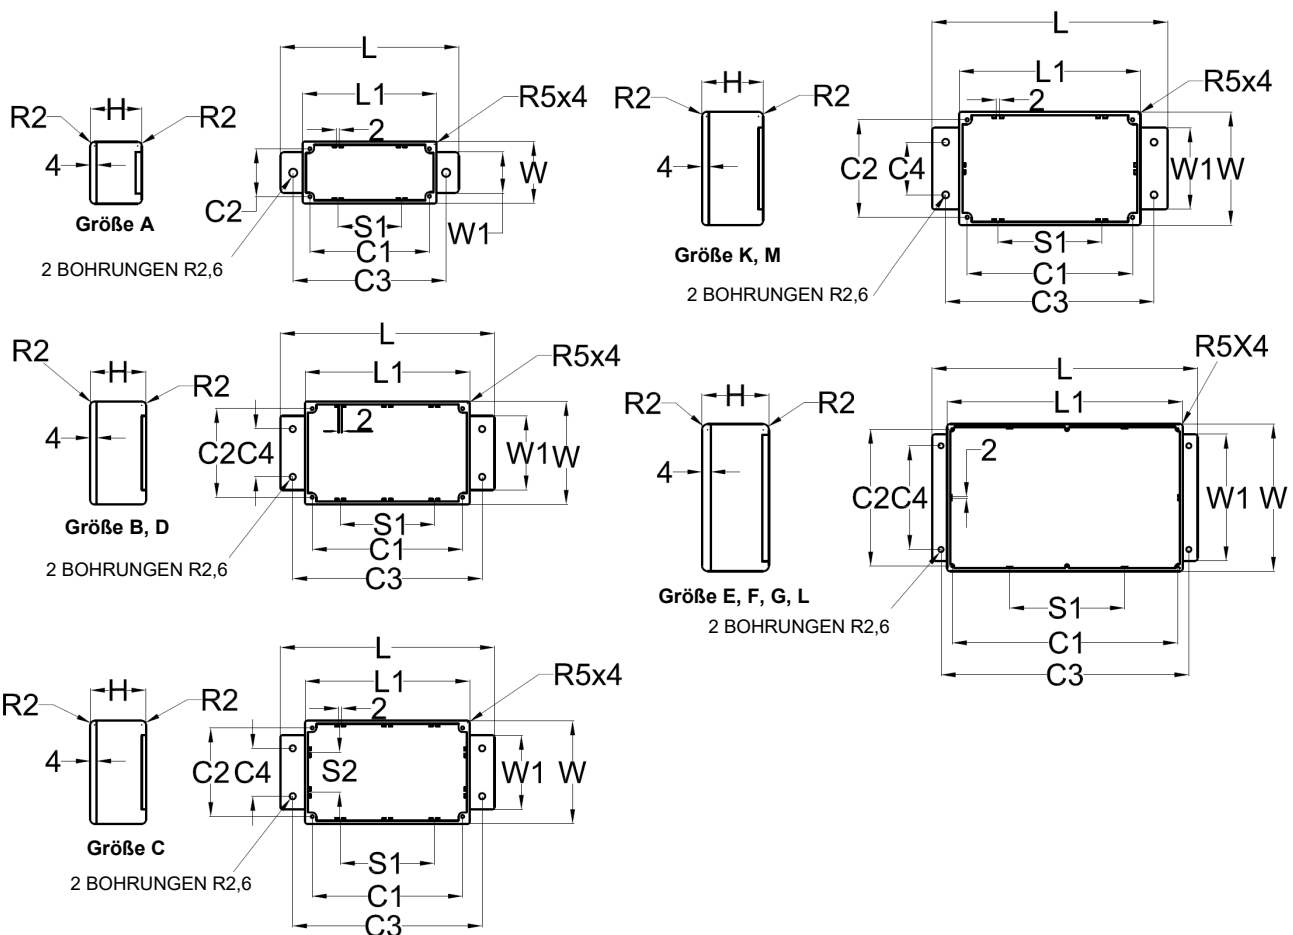 L
L1
R5x4
2
H
R2
R2
4
W
C2
W1
S1
C1
C3
Größe A
2 BOHRUNGEN R2,6
L
L1
R5x4
2
H
R2
R2
4
C2
C4
W1
W
S1
C1
C3
Größe K, M
2 BOHRUNGEN R2,6
L
L1
R5x4
2
H
R2
R2
4
C2
C4
W1
W
S1
C1
C3
Größe B, D
2 BOHRUNGEN R2,6
L
L1
R5X4
2
H
R2
R2
4
C2
C4
W1
W
S1
C1
C3
Größe E, F, G, L
2 BOHRUNGEN R2,6
L
L1
R5x4
2
H
R2
R2
4
C2
C4
S2
W1
W
S1
C1
C3
Größe C
2 BOHRUNGEN R2,6